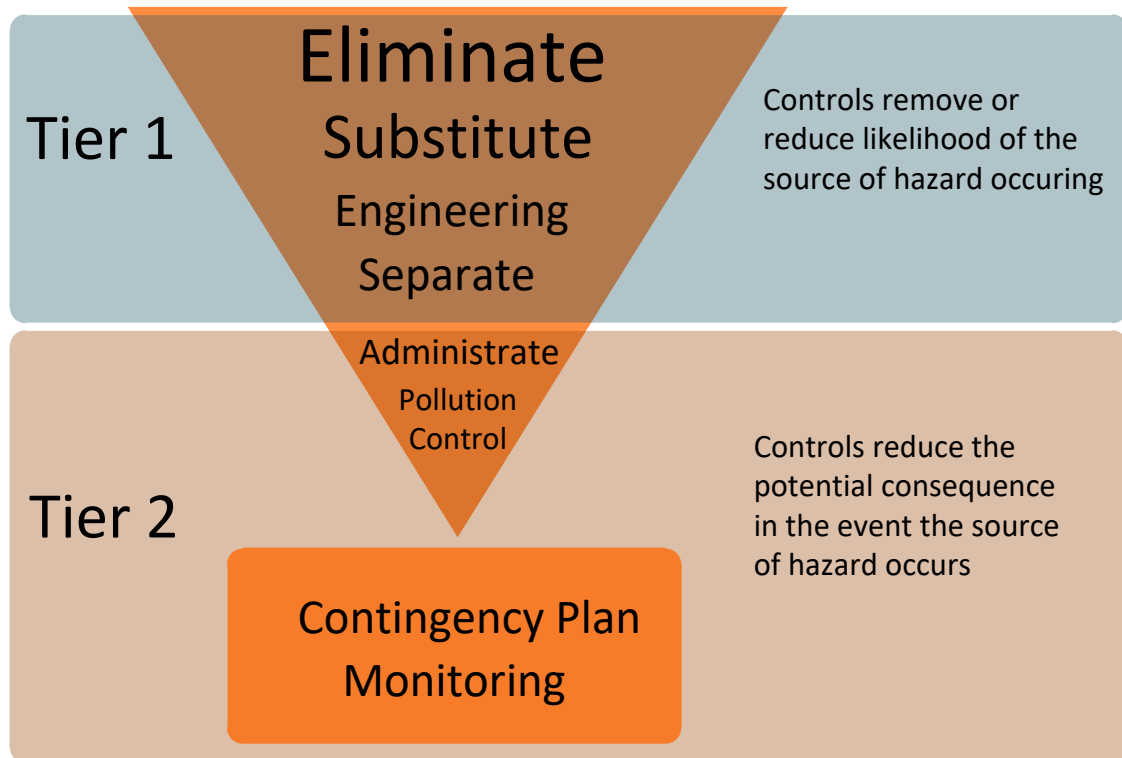 Eliminate
Substitute
Engineering
Separate
Tier 1
Controls remove or
reduce likelihood of the
source of hazard occuring
Administrate
Pollution
Control
Tier 2
Controls reduce the
potential consequence
in the event the source
of hazard occurs
Contingency Plan
Monitoring